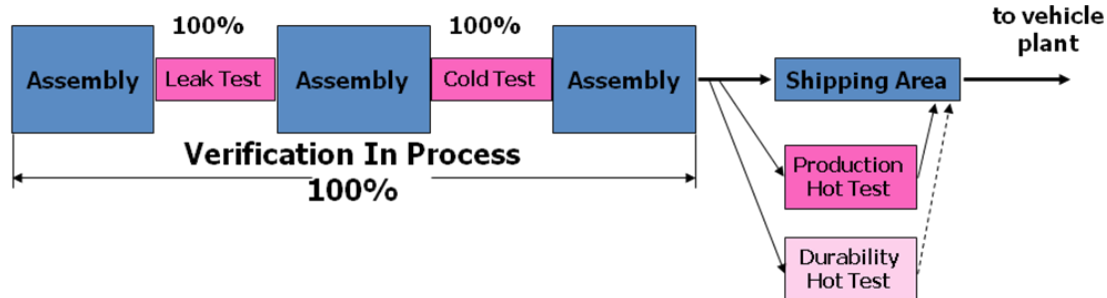 100%
100%
to vehicle
plant
Assembly
Leak Test
Assembly
Cold Test
Assembly
Shipping Area
Verification In Process
100%
Production
Hot Test
Durability
Hot Test